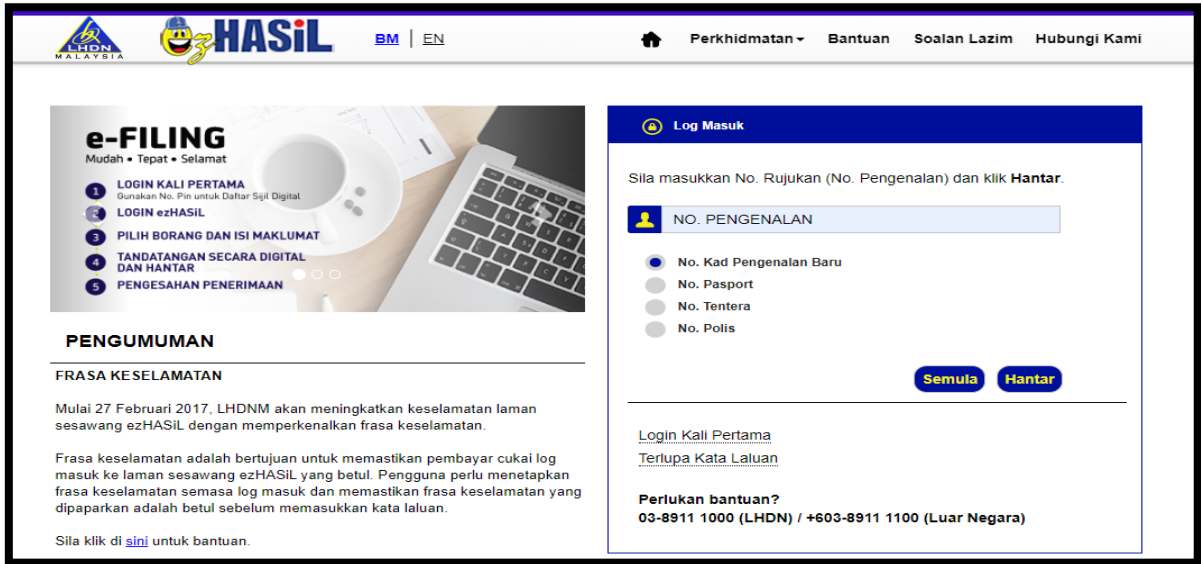 LHDN
MALAYSIA
ezHASiL
BM | EN
Perkhidmatan
Bantuan
Soalan Lazim
Hubungi Kami
e-FILING
Mudah • Tepat • Selamat
1 LOGIN KALI PERTAMA
Gunakan No. Pin untuk Daftar Sijil Digital
2 LOGIN ezHASiL
3 PILIH BORANG DAN ISI MAKLUMAT
4 TANDATANGAN SECARA DIGITAL
DAN HANTAR
5 PENGESAHAN PENERIMAAN
PENGUMUMAN
FRASA KESELAMATAN
Mulai 27 Februari 2017, LHDNM akan meningkatkan keselamatan laman
sesawang ezHASiL dengan memperkenalkan frasa keselamatan.
Frasa keselamatan adalah bertujuan untuk memastikan pembayar cukai log
masuk ke laman sesawang ezHASiL yang betul. Pengguna perlu menetapkan
frasa keselamatan semasa log masuk dan memastikan frasa keselamatan yang
dipaparkan adalah betul sebelum memasukkan kata laluan.
Sila klik di sini untuk bantuan.
Log Masuk
Sila masukkan No. Rujukan (No. Pengenalan) dan klik Hantar.
NO. PENGENALAN
No. Kad Pengenalan Baru
No. Pasport
No. Tentera
No. Polis
Semula
Hantar
Login Kali Pertama
Terlupa Kata Laluan
Perlukan bantuan?
03-8911 1000 (LHDN) / +603-8911 1100 (Luar Negara)